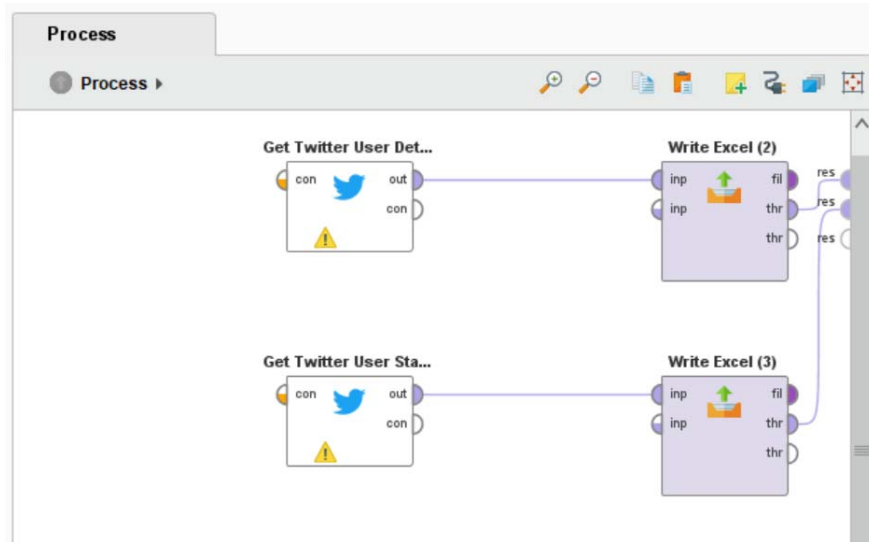 Process
Process
Get Twitter User Det...
Write Excel (2)
con out
con
inp fil
inp thr
thr
res
res
res
Get Twitter User Sta...
Write Excel (3)
con out
con
inp fil
inp thr
thr